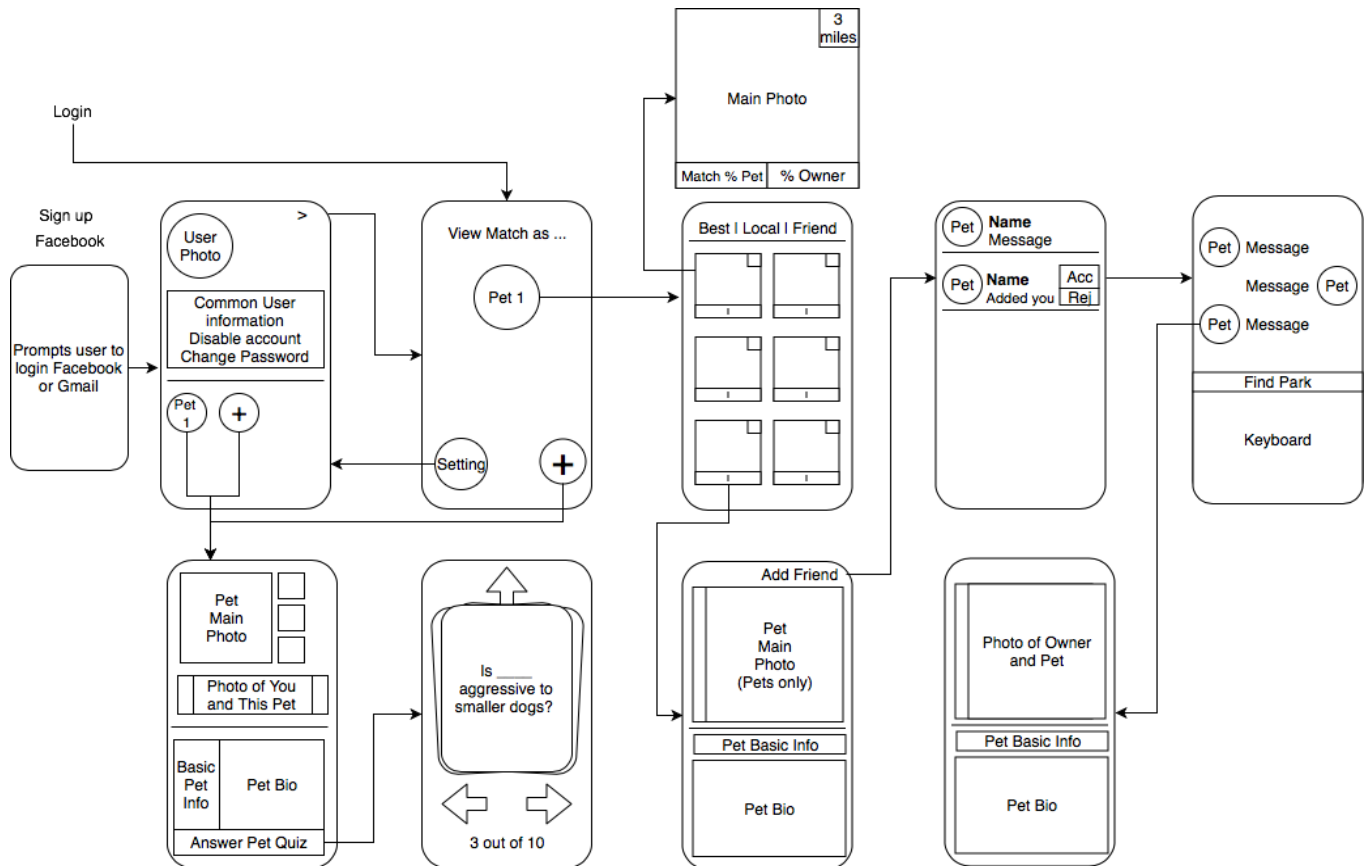 3
miles
Main Photo
Match % Pet
% Owner
Login
Sign up
Facebook
Prompts user to
login Facebook
or Gmail
>
User
Photo
Common User
information
Disable account
Change Password
Pet
1
+
View Match as ...
Pet 1
Setting
+
Best | Local | Friend
Pet
Name
Message
Pet
Name
Added you
Acc
Rej
Pet
Message
Message
Pet
Pet
Message
Find Park
Keyboard
Pet
Main
Photo
Photo of You
and This Pet
Basic
Pet
Info
Pet Bio
Answer Pet Quiz
Is ____
aggressive to
smaller dogs?
3 out of 10
Add Friend
Pet
Main
Photo
(Pets only)
Pet Basic Info
Pet Bio
Photo of Owner
and Pet
Pet Basic Info
Pet Bio